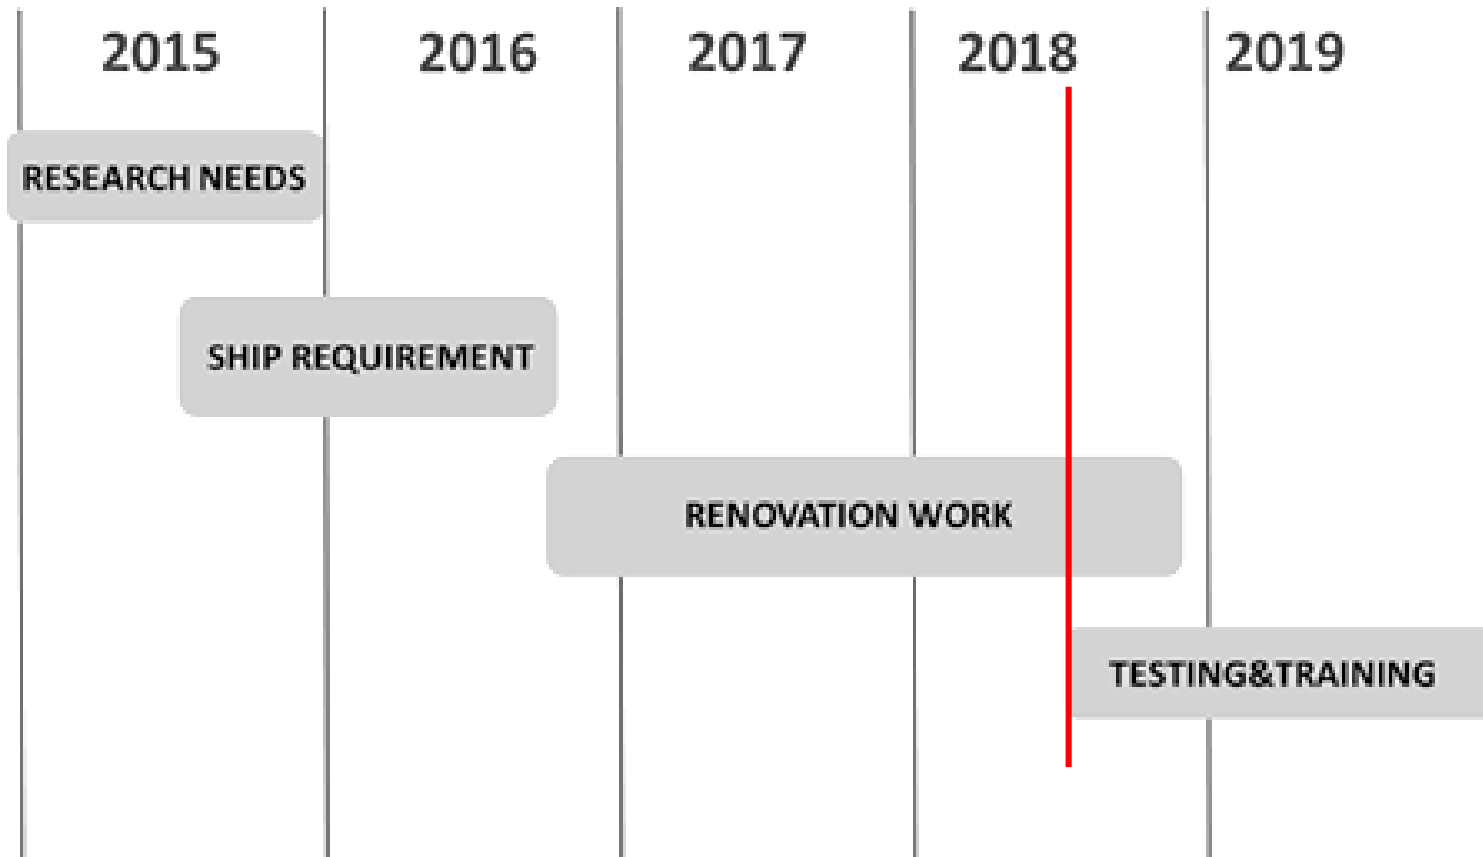 2015 2016 2017 2018 2019
RESEARCH NEEDS
SHIP REQUIREMENT
RENOVATION WORK
TESTING&TRAINING